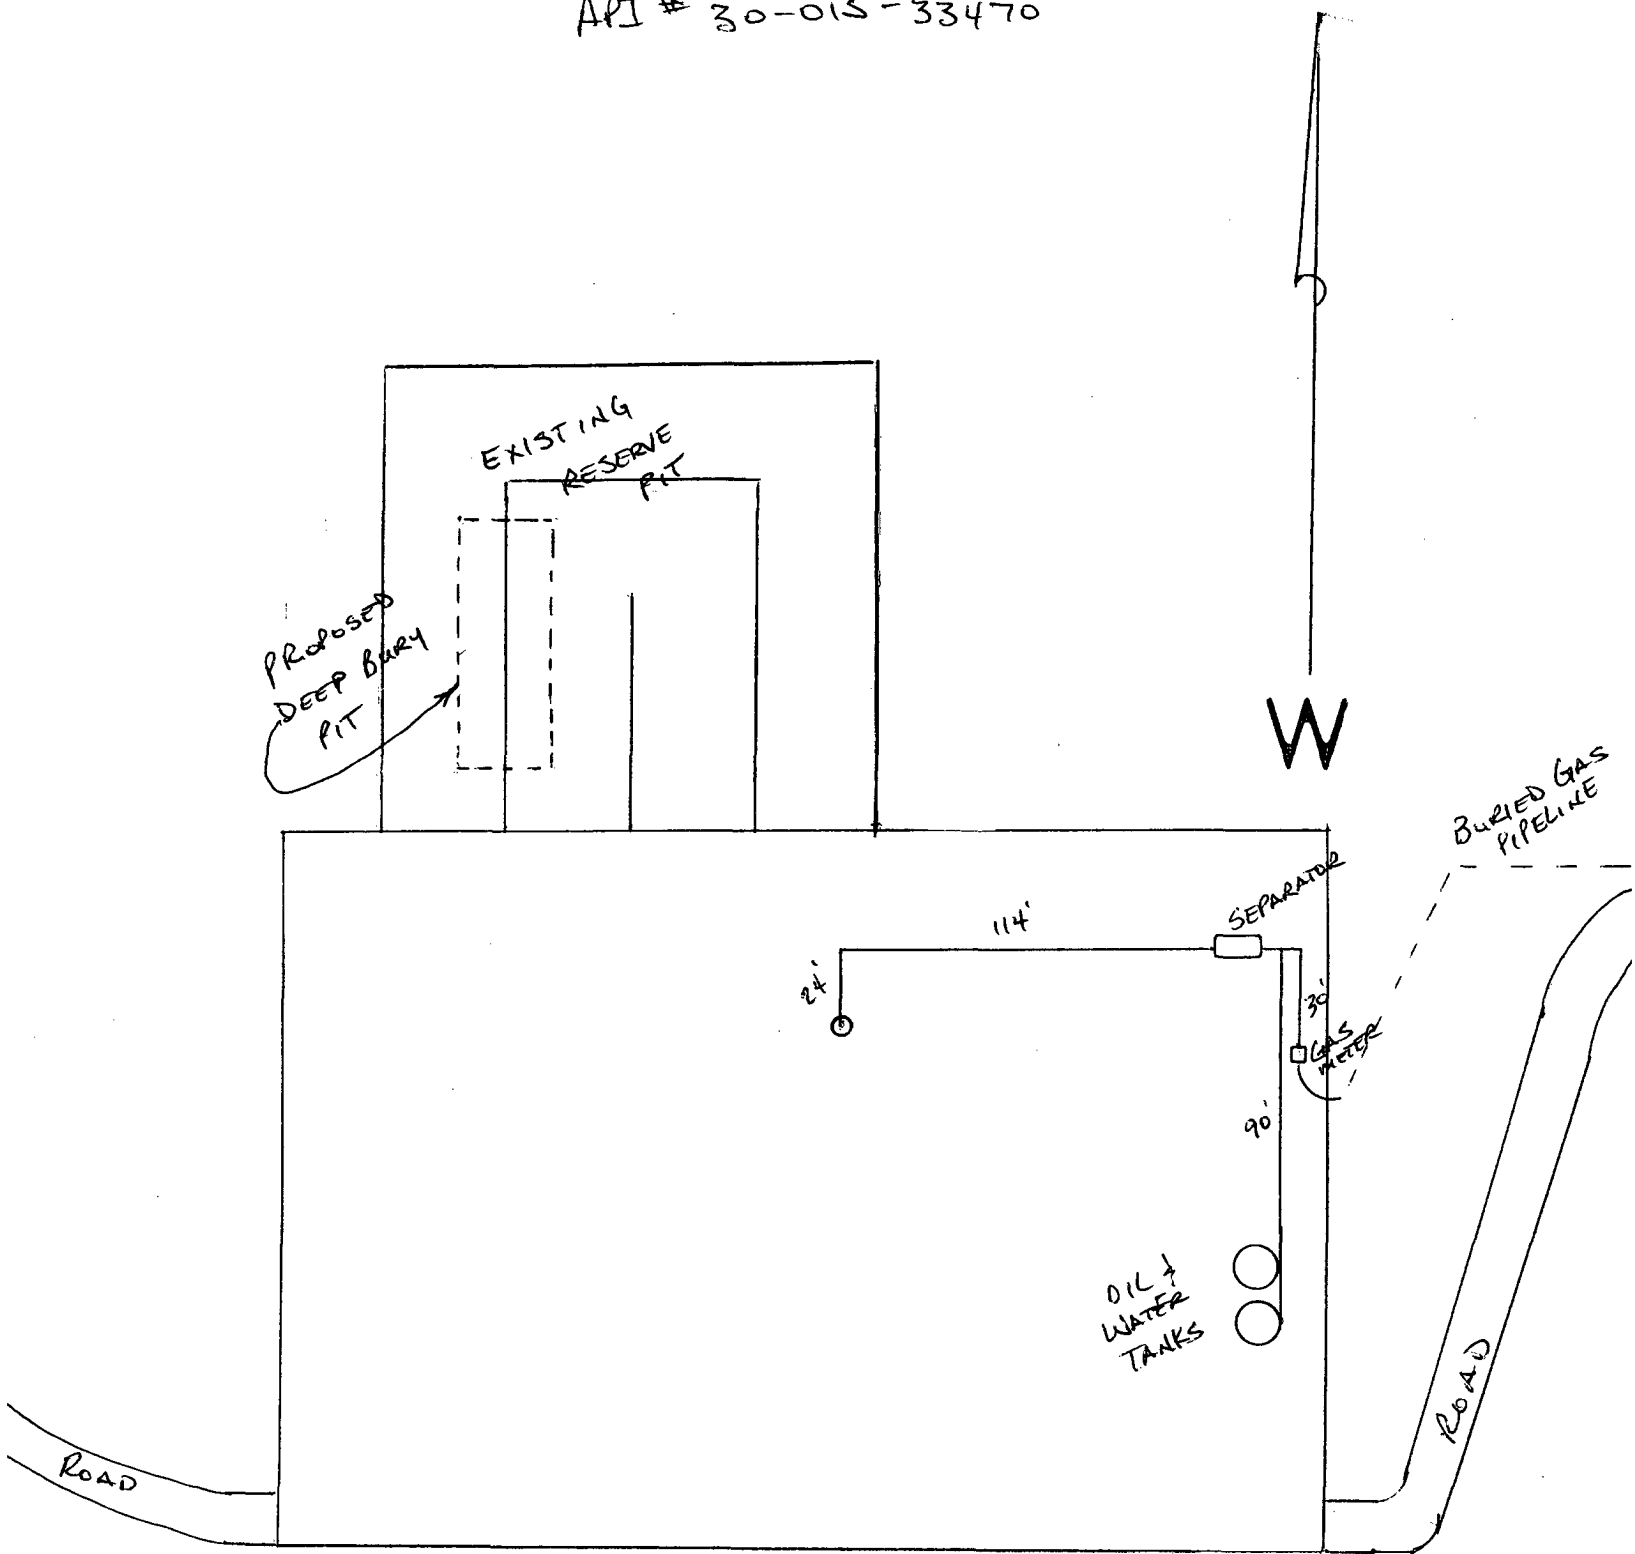 API # 30-015-33470
EXISTING
RESERVE
PIT
PROPOSED
DEEP BURY
PIT
W
BURIED GAS
PIPELINE
SEPARATOR
114'
24'
30'
GAS
METER
90'
OIL &
WATER
TANKS
ROAD
ROAD